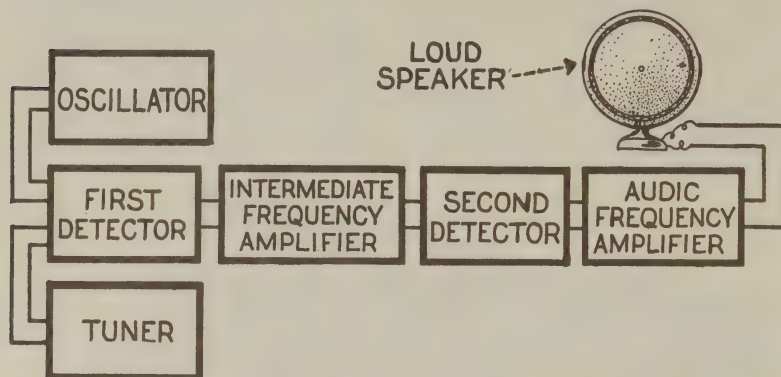 LOUD
SPEAKER
OSCILLATOR
FIRST
DETECTOR
INTERMEDIATE
FREQUENCY
AMPLIFIER
SECOND
DETECTOR
AUDIC
FREQUENCY
AMPLIFIER
TUNER